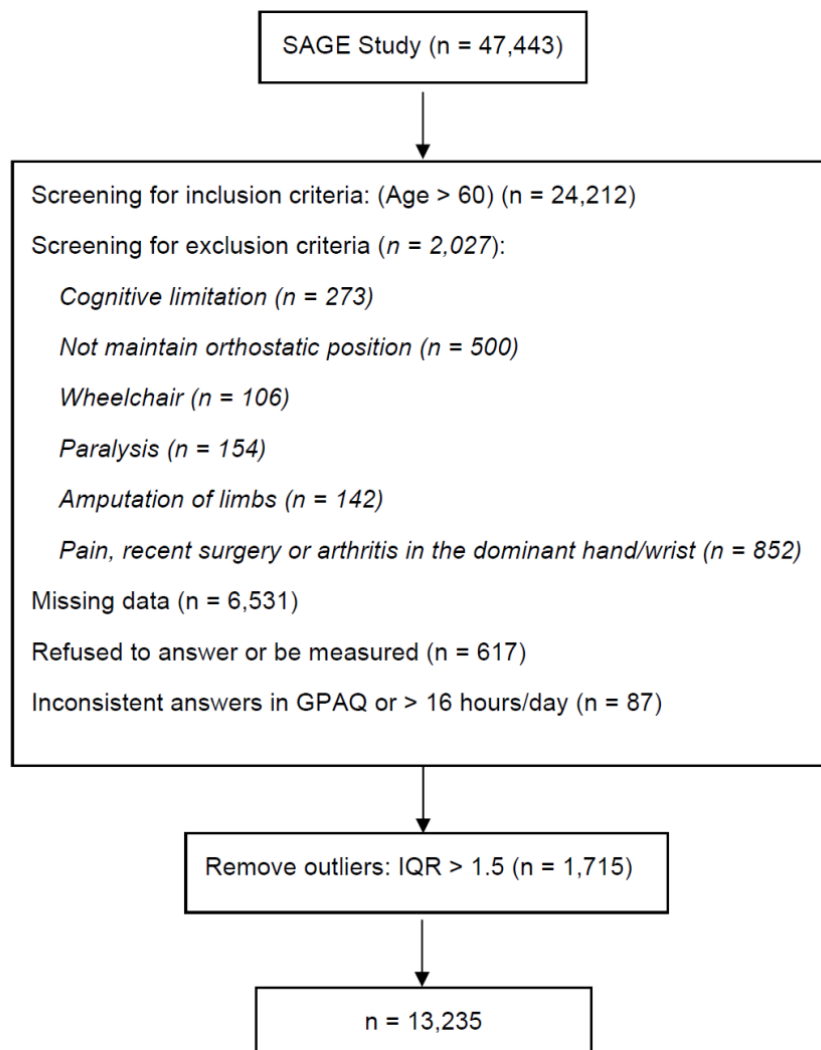 SAGE Study (n = 47,443)
Screening for inclusion criteria: (Age > 60) (n = 24,212)
Screening for exclusion criteria (n = 2,027):
Cognitive limitation (n = 273)
Not maintain orthostatic position (n = 500)
Wheelchair (n = 106)
Paralysis (n = 154)
Amputation of limbs (n = 142)
Pain, recent surgery or arthritis in the dominant hand/wrist (n = 852)
Missing data (n = 6,531)
Refused to answer or be measured (n = 617)
Inconsistent answers in GPAQ or > 16 hours/day (n = 87)
Remove outliers: IQR > 1.5 (n = 1,715)
n = 13,235